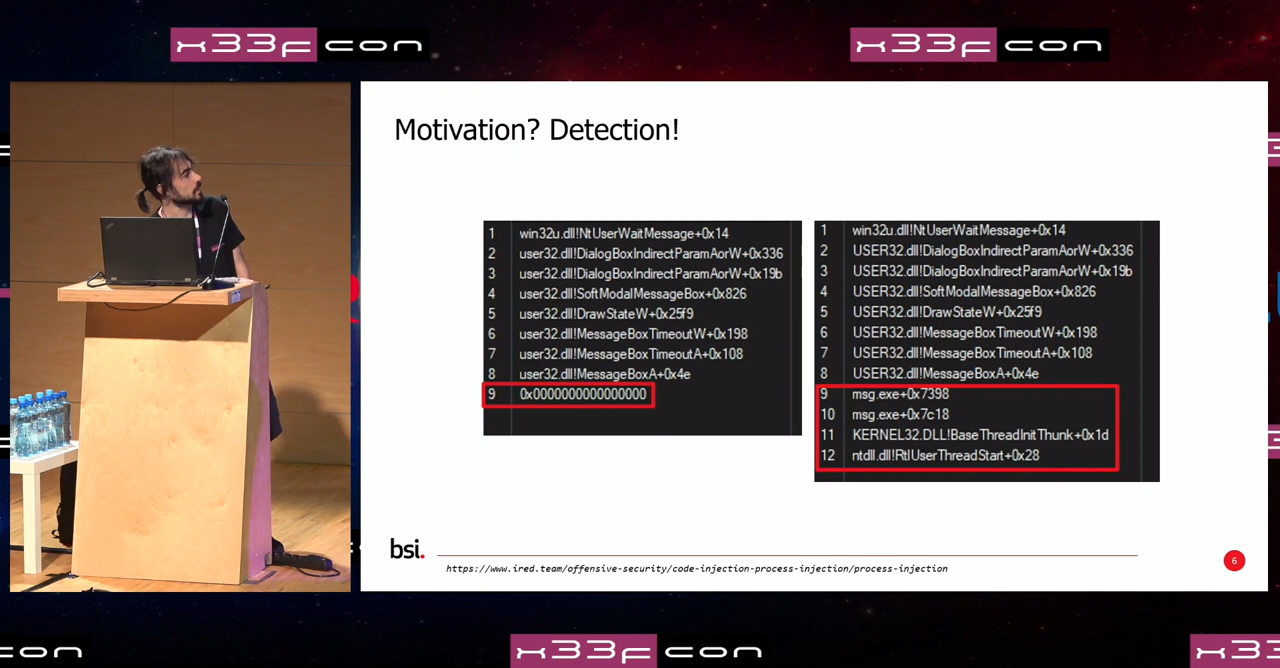 x33fcon
x33fcon
Motivation? Detection!
1 win32u.dll!NtUserWaitMessage+0x14
2 user32.dll!DialogBoxIndirectParamAorW+0x336
3 user32.dll!DialogBoxIndirectParamAorW+0x19b
4 user32.dll!SoftModalMessageBox+0x826
5 user32.dll!DrawStateW+0x25f9
6 user32.dll!MessageBoxTimeoutW+0x198
7 user32.dll!MessageBoxTimeoutA+0x108
8 user32.dll!MessageBoxA+0x4e
9 0x0000000000000000
1 win32u.dll!NtUserWaitMessage+0x14
2 USER32.dll!DialogBoxIndirectParamAorW+0x336
3 USER32.dll!DialogBoxIndirectParamAorW+0x19b
4 USER32.dll!SoftModalMessageBox+0x826
5 USER32.dll!DrawStateW+0x25f9
6 USER32.dll!MessageBoxTimeoutW+0x198
7 USER32.dll!MessageBoxTimeoutA+0x108
8 USER32.dll!MessageBoxA+0x4e
9 msg.exe+0x7398
10 msg.exe+0x7c18
11 KERNEL32.DLL!BaseThreadInitThunk+0x1d
12 ntdll.dll!RtlUserThreadStart+0x28
bsi.
https://www.ired.team/offensive-security/code-injection-process-injection/process-injection
6
con
x33fcon
x3